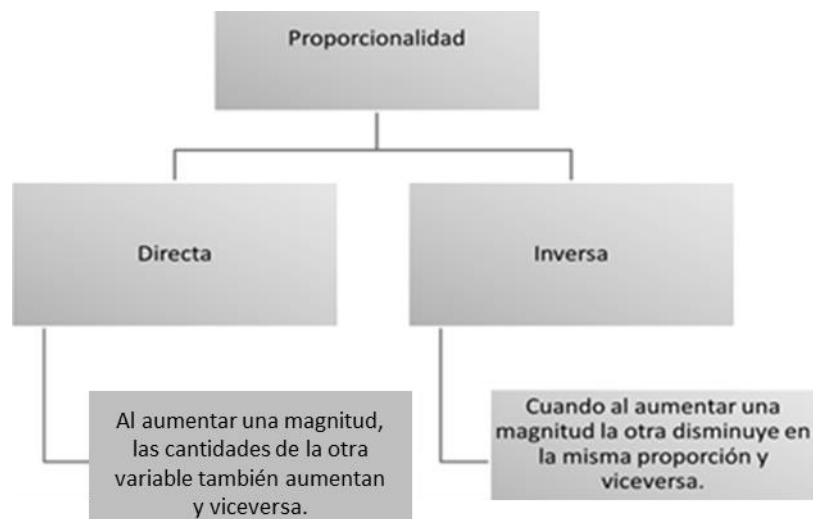 Proporcionalidad
Directa
Inversa
Al aumentar una magnitud,
las cantidades de la otra
variable también aumentan
y viceversa.
Cuando al aumentar una
magnitud la otra disminuye en
la misma proporción y
viceversa.